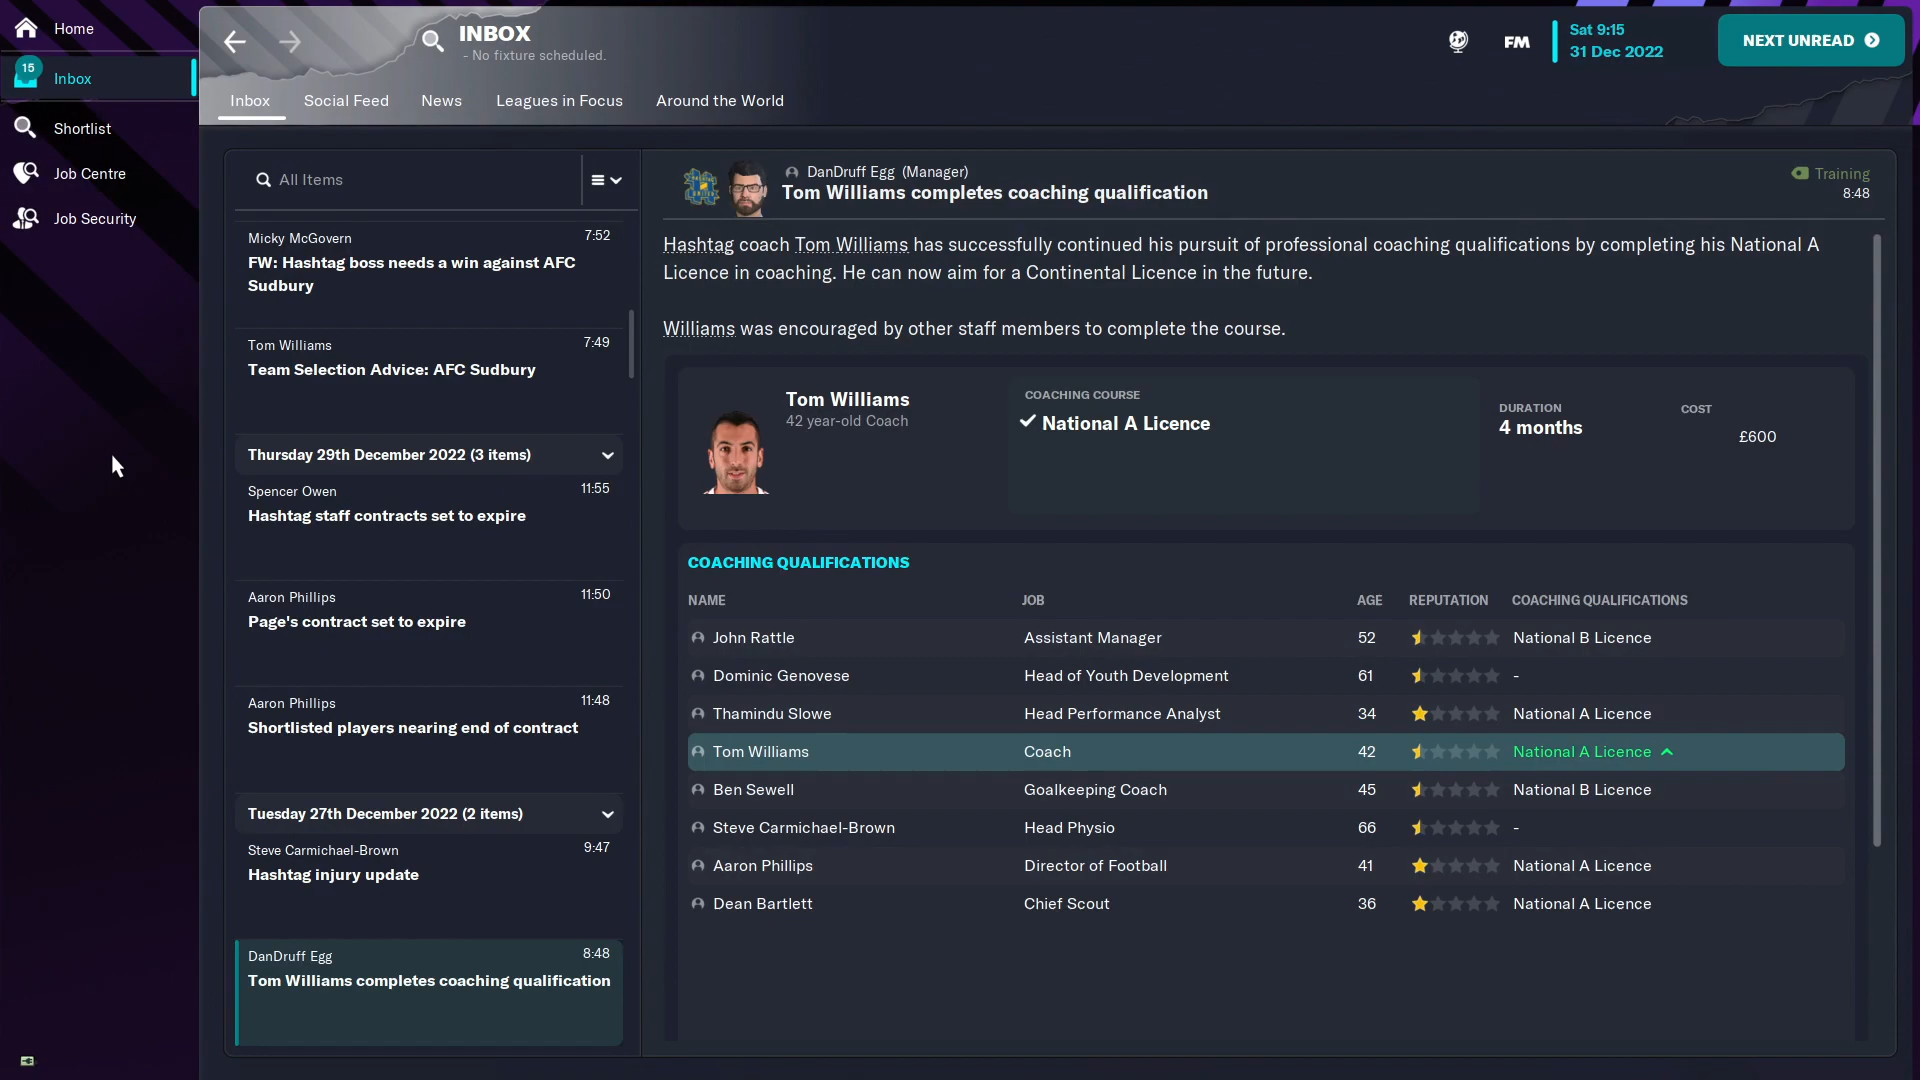 Home
15
Inbox
Shortlist
Job Centre
Job Security
INBOX
- No fixture scheduled.
FM
Sat 9:15
31 Dec 2022
NEXT UNREAD
Inbox
Social Feed
News
Leagues in Focus
Around the World
All Items
Micky McGovern
7:52
FW: Hashtag boss needs a win against AFC
Sudbury
Tom Williams
7:49
Team Selection Advice: AFC Sudbury
Thursday 29th December 2022 (3 items)
Spencer Owen
11:55
Hashtag staff contracts set to expire
Aaron Phillips
11:50
Page's contract set to expire
Aaron Phillips
11:48
Shortlisted players nearing end of contract
Tuesday 27th December 2022 (2 items)
Steve Carmichael-Brown
9:47
Hashtag injury update
DanDruff Egg
8:48
Tom Williams completes coaching qualification
DanDruff Egg (Manager)
Tom Williams completes coaching qualification
Training
8:48
Hashtag coach Tom Williams has successfully continued his pursuit of professional coaching qualifications by completing his National A
Licence in coaching. He can now aim for a Continental Licence in the future.
Williams was encouraged by other staff members to complete the course.
Tom Williams
42 year-old Coach
COACHING COURSE
National A Licence
DURATION
4 months
COST
£600
COACHING QUALIFICATIONS
NAME JOB AGE REPUTATION COACHING QUALIFICATIONS
John Rattle Assistant Manager 52 National B Licence
Dominic Genovese Head of Youth Development 61 -
Thamindu Slowe Head Performance Analyst 34 National A Licence
Tom Williams Coach 42 National A Licence
Ben Sewell Goalkeeping Coach 45 National B Licence
Steve Carmichael-Brown Head Physio 66 -
Aaron Phillips Director of Football 41 National A Licence
Dean Bartlett Chief Scout 36 National A Licence